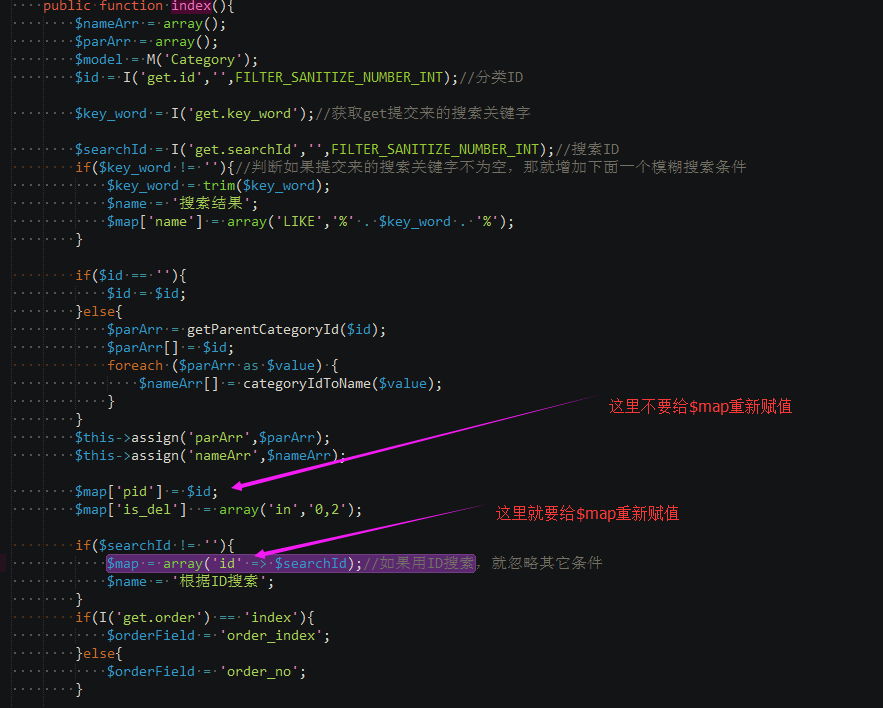 public function index(){
$nameArr = array();
$parArr = array();
$model = M('Category');
$id = I('get.id','',FILTER_SANITIZE_NUMBER_INT);//分类ID
$key_word = I('get.key_word');//获取get提交来的搜索关键字
$searchId = I('get.searchId','',FILTER_SANITIZE_NUMBER_INT);//搜索ID
if($key_word != ''){//判断如果提交来的搜索关键字不为空，那就增加下面一个模糊搜索条件
$key_word = trim($key_word);
$name = '搜索结果';
$map['name'] = array('LIKE','%' . $key_word . '%');
}
if($id == ''){
$id = $id;
}else{
$parArr = getParentCategoryId($id);
$parArr[] = $id;
foreach ($parArr as $value) {
$nameArr[] = categoryIdToName($value);
}
}
这里不要给$map重新赋值
$this->assign('parArr',$parArr);
$this->assign('nameArr',$nameArr);
$map['pid'] = $id;
$map['is_del'] = array('in','0,2');
这里就要给$map重新赋值
if($searchId != ''){
$map = array('id' => $searchId);//如果用ID搜索，就忽略其它条件
$name = '根据ID搜索';
}
if(I('get.order') == 'index'){
$orderField = 'order_index';
}else{
$orderField = 'order_no';
}